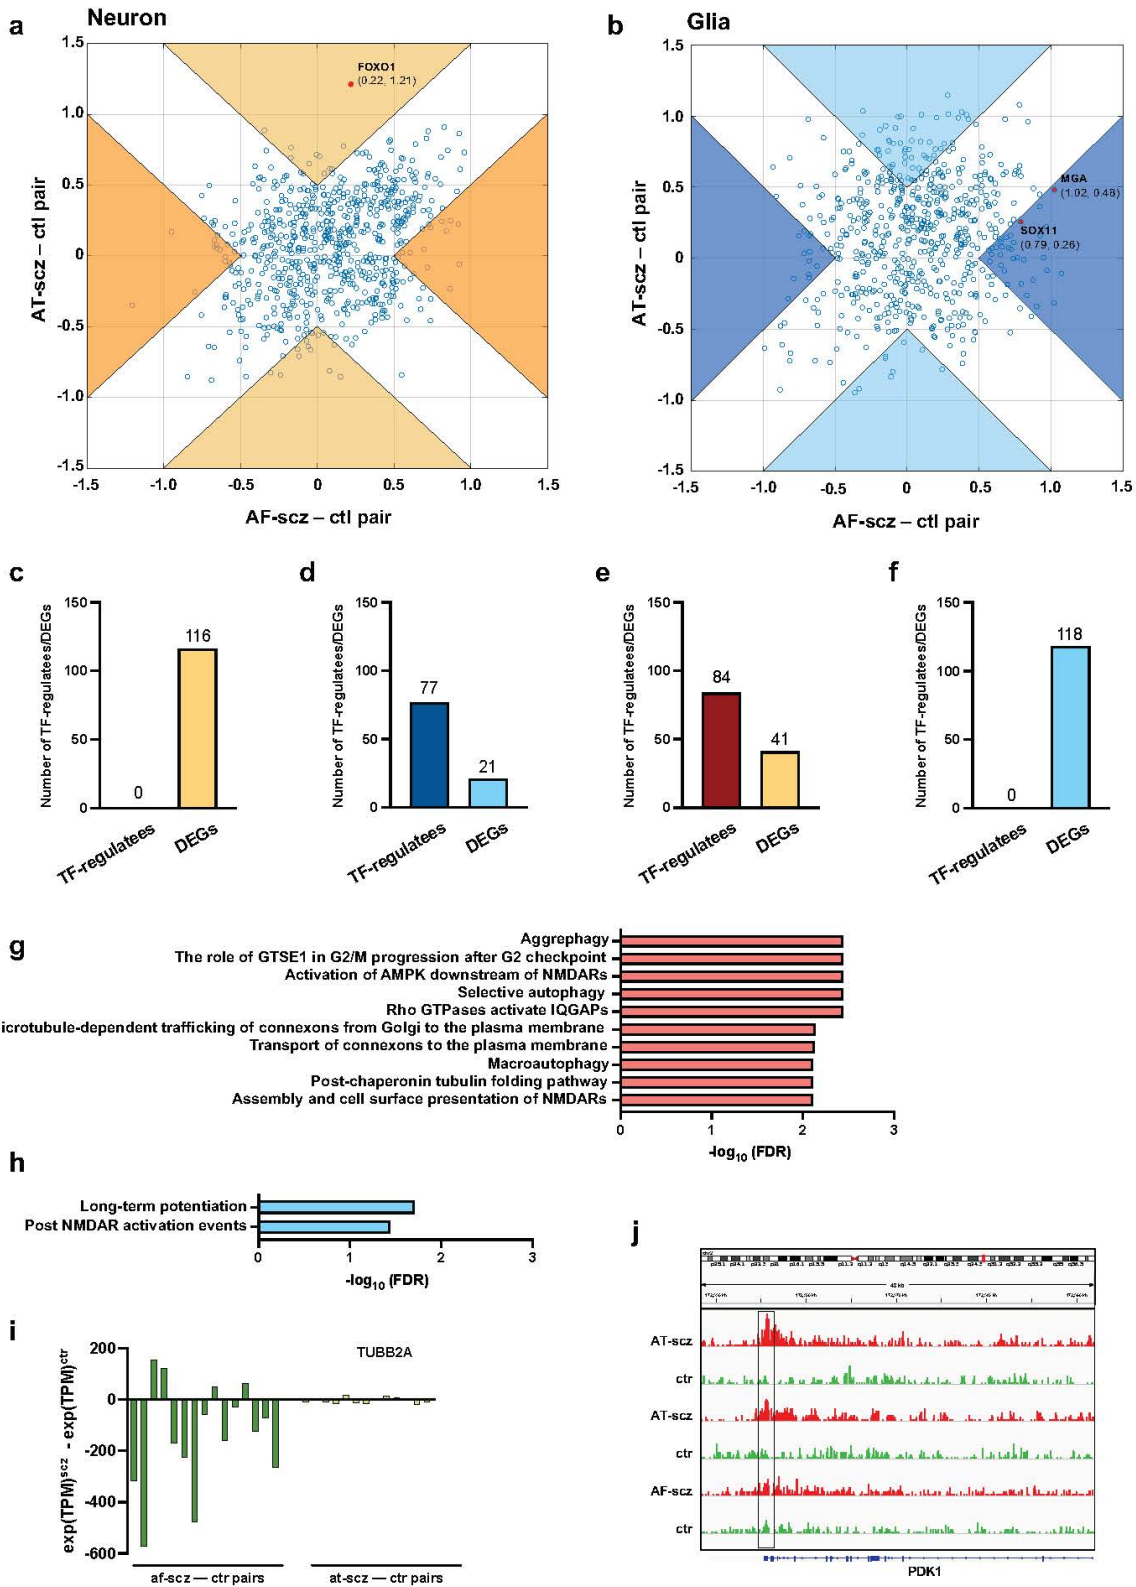 a
Neuron
1.5
1.0
0.5
0
-0.5
-1.0
-1.5
-1.5 -1.0 -0.5 0 0.5 1.0 1.5
AT-scz – ctl pair
AF-scz – ctl pair
FOXO1
(0.22, 1.21)
b
Glia
1.5
1.0
0.5
0
-0.5
-1.0
-1.5
-1.5 -1.0 -0.5 0 0.5 1.0 1.5
AT-scz – ctl pair
AF-scz – ctl pair
MGA
(1.02, 0.48)
SOX11
(0.79, 0.26)
c
Number of TF-regulatees/DEGs
150
100
50
0
0
116
TF-regulatees
DEGs
d
Number of TF-regulatees/DEGs
150
100
50
0
77
21
TF-regulatees
DEGs
e
Number of TF-regulatees/DEGs
150
100
50
0
84
41
TF-regulatees
DEGs
f
Number of TF-regulatees/DEGs
150
100
50
0
0
118
TF-regulatees
DEGs
g
Aggrephagy
The role of GTSE1 in G2/M progression after G2 checkpoint
Activation of AMPK downstream of NMDARs
Selective autophagy
Rho GTPases activate IQGAPs
icrotubule-dependent trafficking of connexons from Golgi to the plasma membrane
Transport of connexons to the plasma membrane
Macroautophagy
Post-chaperonin tubulin folding pathway
Assembly and cell surface presentation of NMDARs
0 1 2 3
-log10 (FDR)
h
Long-term potentiation
Post NMDAR activation events
0 1 2 3
-log10 (FDR)
i
exp(TPM)scz - exp(TPM)ctr
200
0
-200
-400
-600
TUBB2A
af-scz — ctr pairs
at-scz — ctr pairs
j
AT-scz
ctr
AT-scz
ctr
AF-scz
ctr
PDK1